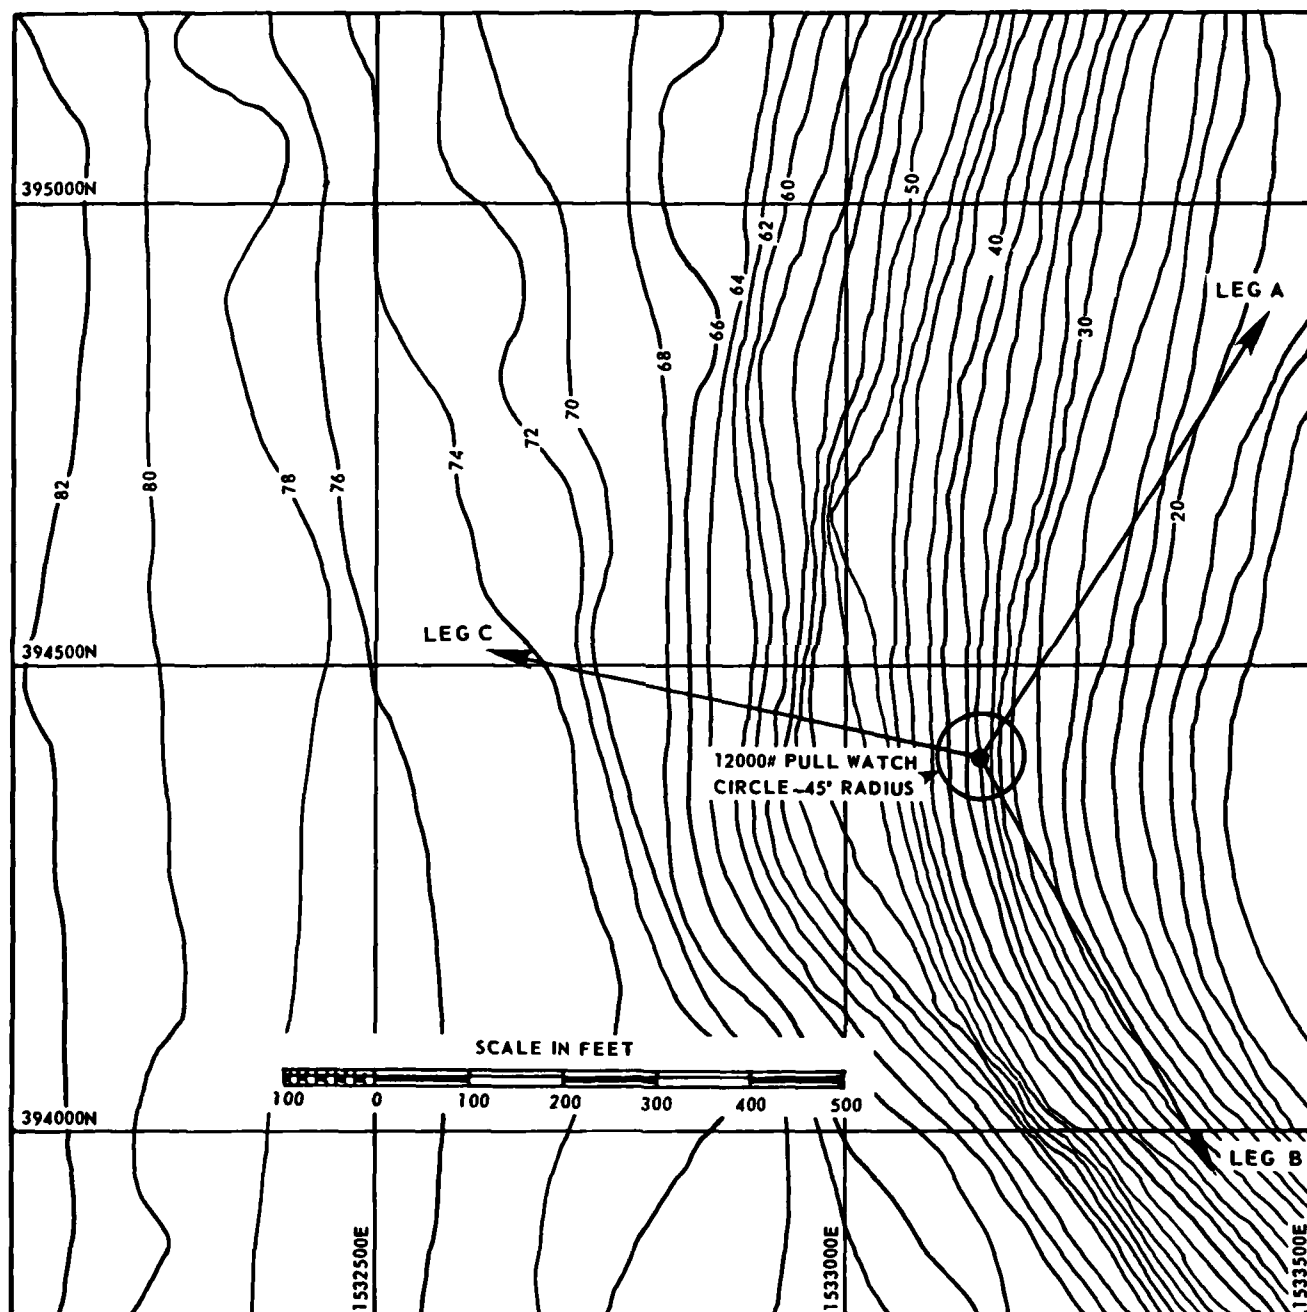 395000N
60
50
62
40
64
LEG A
66
30
68
70
72
74
82
80
78
76
20
LEG C
394500N
12000# PULL WATCH
CIRCLE~45' RADIUS
SCALE IN FEET
100 0 100 200 300 400 500
394000N
LEG B
1532500E
1533000E
1533500E